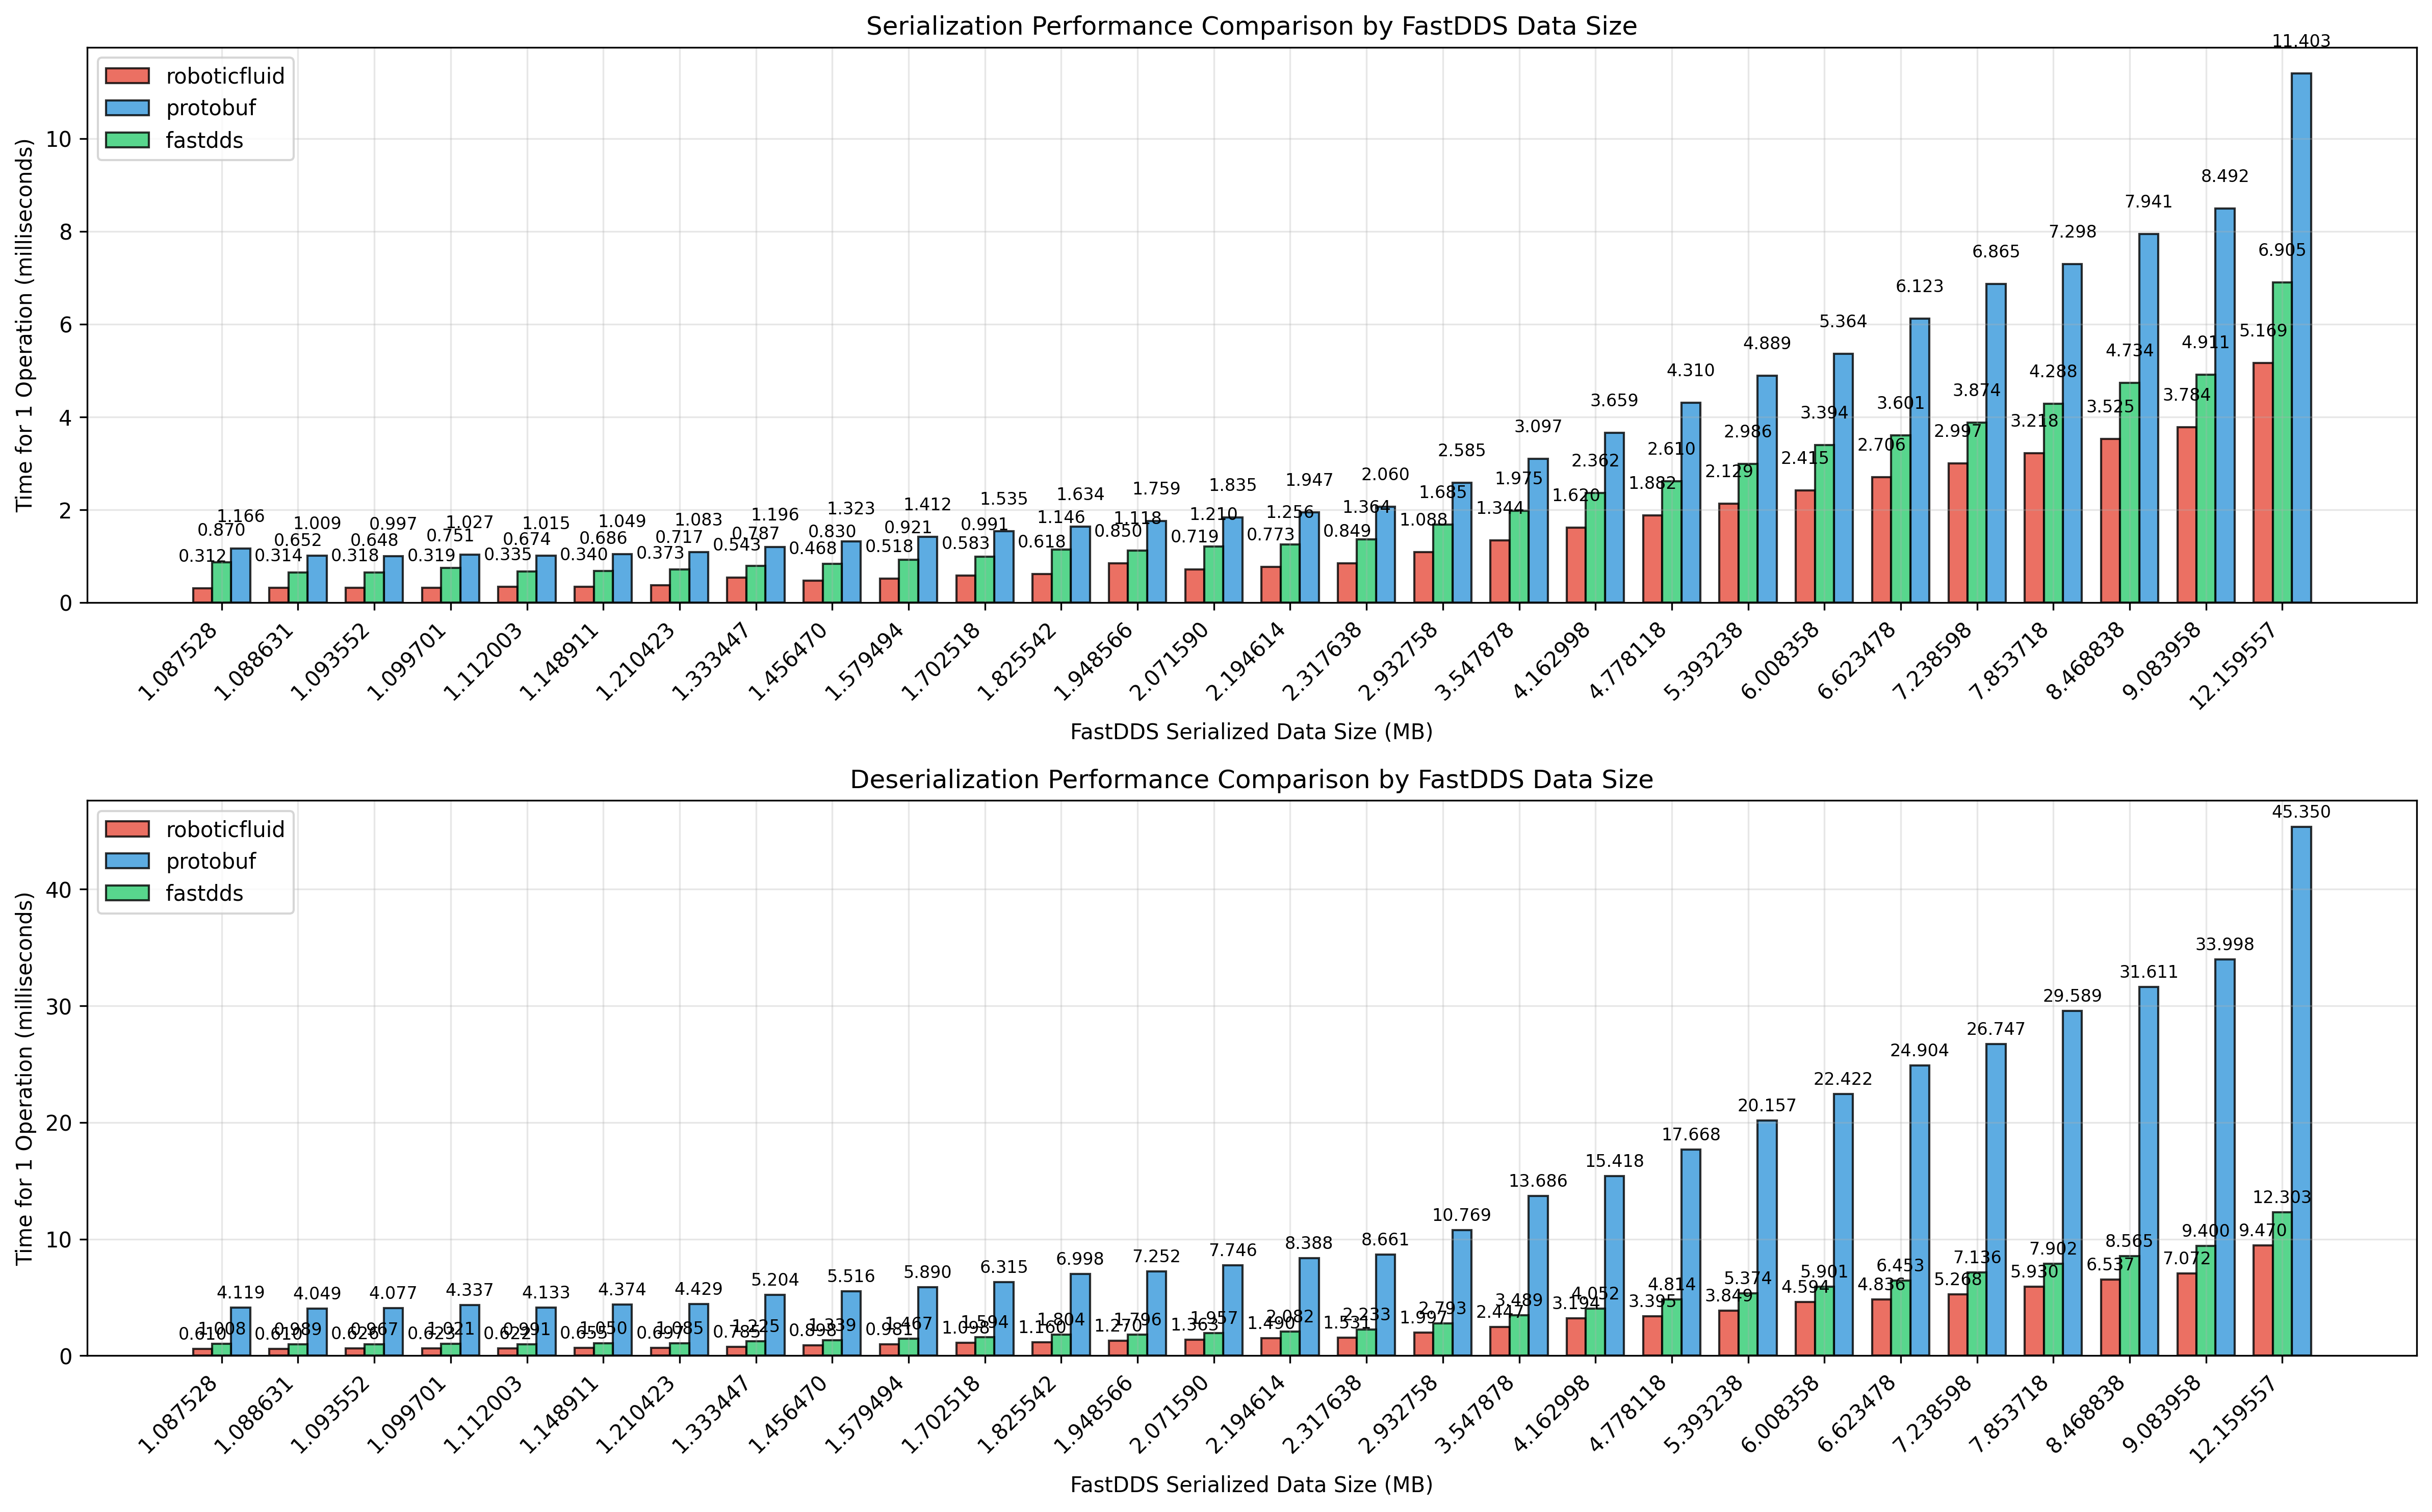 Serialization Performance Comparison by FastDDS Data Size
roboticfluid
protobuf
fastdds
Time for 1 Operation (milliseconds)
10
8
6
4
2
0
0.312 0.870 1.166
0.314 0.652 1.009
0.318 0.648 0.997
0.319 0.751 1.027
0.335 0.674 1.015
0.340 0.686 1.049
0.373 0.717 1.083
0.543 0.787 1.196
0.468 0.830 1.323
0.518 0.921 1.412
0.583 0.991 1.535
0.618 1.146 1.634
0.850 1.118 1.759
0.719 1.210 1.835
0.773 1.256 1.947
0.849 1.364 2.060
1.088 1.685 2.585
1.344 1.975 3.097
1.620 2.362 3.659
1.882 2.610 4.310
2.129 2.986 4.889
2.415 3.394 5.364
2.706 3.601 6.123
2.997 3.874 6.865
3.218 4.288 7.298
3.525 4.734 7.941
3.784 4.911 8.492
5.169 6.905 11.403
1.087528
1.088631
1.093552
1.099701
1.112003
1.148911
1.210423
1.333447
1.456470
1.579494
1.702518
1.825542
1.948566
2.071590
2.194614
2.317638
2.932758
3.547878
4.162998
4.778118
5.393238
6.008358
6.623478
7.238598
7.853718
8.468838
9.083958
12.159557
FastDDS Serialized Data Size (MB)
Deserialization Performance Comparison by FastDDS Data Size
roboticfluid
protobuf
fastdds
Time for 1 Operation (milliseconds)
40
30
20
10
0
0.610 1.008 4.119
0.610 0.989 4.049
0.626 0.967 4.077
0.623 1.021 4.337
0.622 0.991 4.133
0.655 1.050 4.374
0.697 1.085 4.429
0.785 1.225 5.204
0.898 1.339 5.516
0.981 1.467 5.890
1.098 1.594 6.315
1.160 1.804 6.998
1.270 1.796 7.252
1.363 1.957 7.746
1.490 2.082 8.388
1.531 2.233 8.661
1.997 2.793 10.769
2.447 3.489 13.686
3.194 4.052 15.418
3.395 4.814 17.668
3.849 5.374 20.157
4.594 5.901 22.422
4.836 6.453 24.904
5.268 7.136 26.747
5.930 7.902 29.589
6.537 8.565 31.611
7.072 9.400 33.998
9.470 12.303 45.350
1.087528
1.088631
1.093552
1.099701
1.112003
1.148911
1.210423
1.333447
1.456470
1.579494
1.702518
1.825542
1.948566
2.071590
2.194614
2.317638
2.932758
3.547878
4.162998
4.778118
5.393238
6.008358
6.623478
7.238598
7.853718
8.468838
9.083958
12.159557
FastDDS Serialized Data Size (MB)